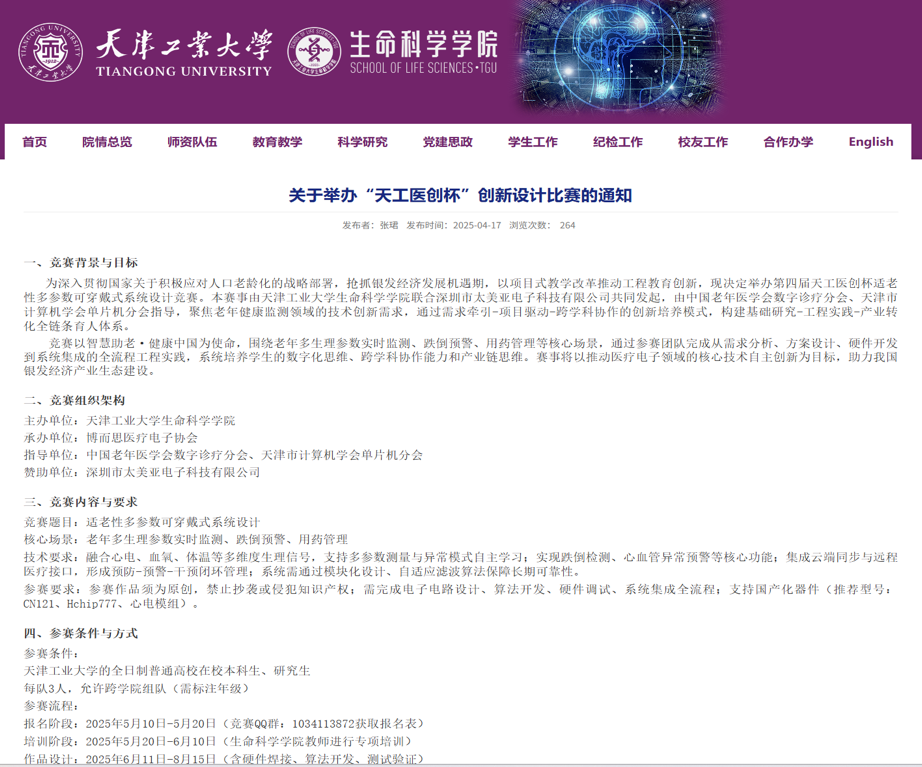 TIANGONG UNIVERSITY
1912
天津工业大学
天津工业大学
TIANGONG UNIVERSITY
生命科学学院
SCHOOL OF LIFE SCIENCES·TGU
首页 院情总览 师资队伍 教育教学 科学研究 党建思政 学生工作 纪检工作 校友工作 合作办学 English
关于举办“天工医创杯”创新设计比赛的通知
发布者：张珺 发布时间：2025-04-17 浏览次数： 264
一、竞赛背景与目标
为深入贯彻国家关于积极应对人口老龄化的战略部署，抢抓银发经济发展机遇期，以项目式教学改革推动工程教育创新，现决定举办第四届天工医创杯适老
性多参数可穿戴式系统设计竞赛。本赛事由天津工业大学生命科学学院联合深圳市太美亚电子科技有限公司共同发起，由中国老年医学会数字诊疗分会、天津市
计算机学会单片机分会指导，聚焦老年健康监测领域的技术创新需求，通过需求牵引-项目驱动-跨学科协作的创新培养模式，构建基础研究-工程实践-产业转
化全链条育人体系。
竞赛以智慧助老·健康中国为使命，围绕老年多生理参数实时监测、跌倒预警、用药管理等核心场景，通过参赛团队完成从需求分析、方案设计、硬件开发
到系统集成的全流程工程实践，系统培养学生的数字化思维、跨学科协作能力和产业链思维。赛事将以推动医疗电子领域的核心技术自主创新为目标，助力我国
银发经济产业生态建设。
二、竞赛组织架构
主办单位：天津工业大学生命科学学院
承办单位：博而思医疗电子协会
指导单位：中国老年医学会数字诊疗分会、天津市计算机学会单片机分会
赞助单位：深圳市太美亚电子科技有限公司
三、竞赛内容与要求
竞赛题目：适老性多参数可穿戴式系统设计
核心场景：老年多生理参数实时监测、跌倒预警、用药管理
技术要求：融合心电、血氧、体温等多维度生理信号，支持多参数测量与异常模式自主学习；实现跌倒检测、心血管异常预警等核心功能；集成云端同步与远程
医疗接口，形成预防-预警-干预闭环管理；系统需通过模块化设计、自适应滤波算法保障长期可靠性。
参赛要求：参赛作品须为原创，禁止抄袭或侵犯知识产权；需完成电子电路设计、算法开发、硬件调试、系统集成全流程；支持国产化器件（推荐型号：
CN121、Hchip777、心电模组）。
四、参赛条件与方式
参赛条件：
天津工业大学的全日制普通高校在校本科生、研究生
每队3人，允许跨学院组队（需标注年级）
参赛流程：
报名阶段：2025年5月10日-5月20日（竞赛QQ群：1034113872获取报名表）
培训阶段：2025年5月20日-6月10日（生命科学学院教师进行专项培训）
作品设计：2025年6月11日-8月15日（含硬件焊接、算法开发、测试验证）